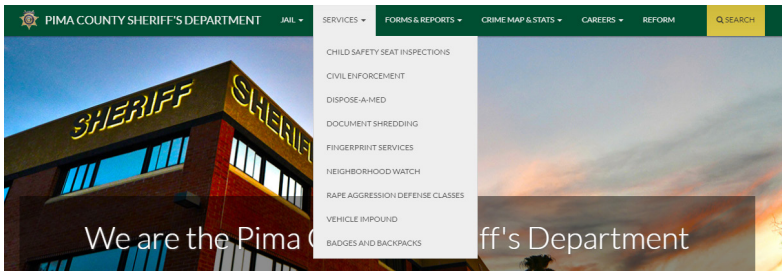 PIMA COUNTY SHERIFF'S DEPARTMENT JAIL SERVICES FORMS & REPORTS CRIME MAP & STATS CAREERS REFORM SEARCH
CHILD SAFETY SEAT INSPECTIONS
CIVIL ENFORCEMENT
DISPOSE-A-MED
DOCUMENT SHREDDING
FINGERPRINT SERVICES
NEIGHBORHOOD WATCH
RAPE AGGRESSION DEFENSE CLASSES
VEHICLE IMPOUND
BADGES AND BACKPACKS
SHERIFF
We are the Pima ff's Department